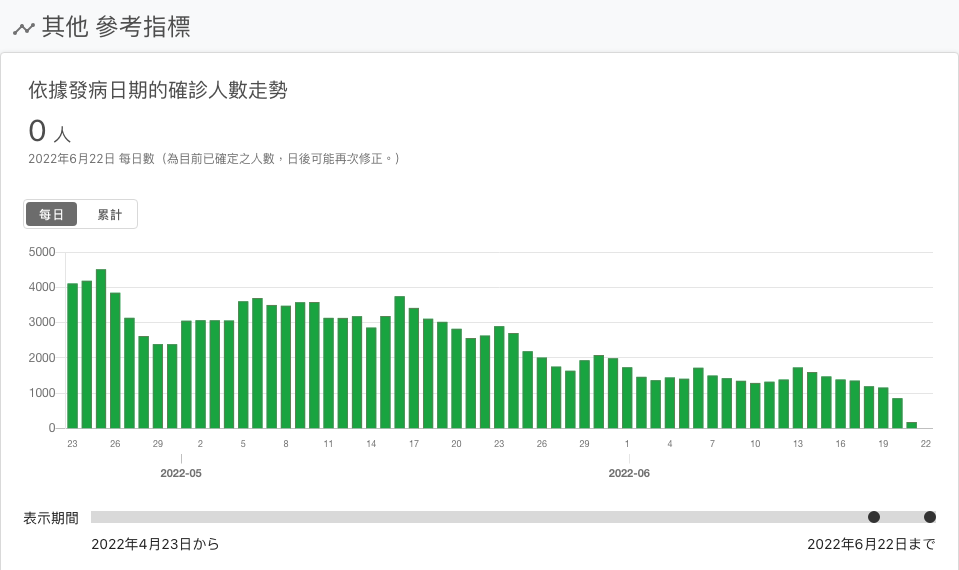 其他 參考指標
依據發病日期的確診人數走勢
0 人
2022年6月22日 每日數（為目前已確定之人數，日後可能再次修正。）
每日 累計
5000
4000
3000
2000
1000
0
23 26 29 2 5 8 11 14 17 20 23 26 29 1 4 7 10 13 16 19 22
2022-05 2022-06
表示期間
2022年4月23日から 2022年6月22日まで